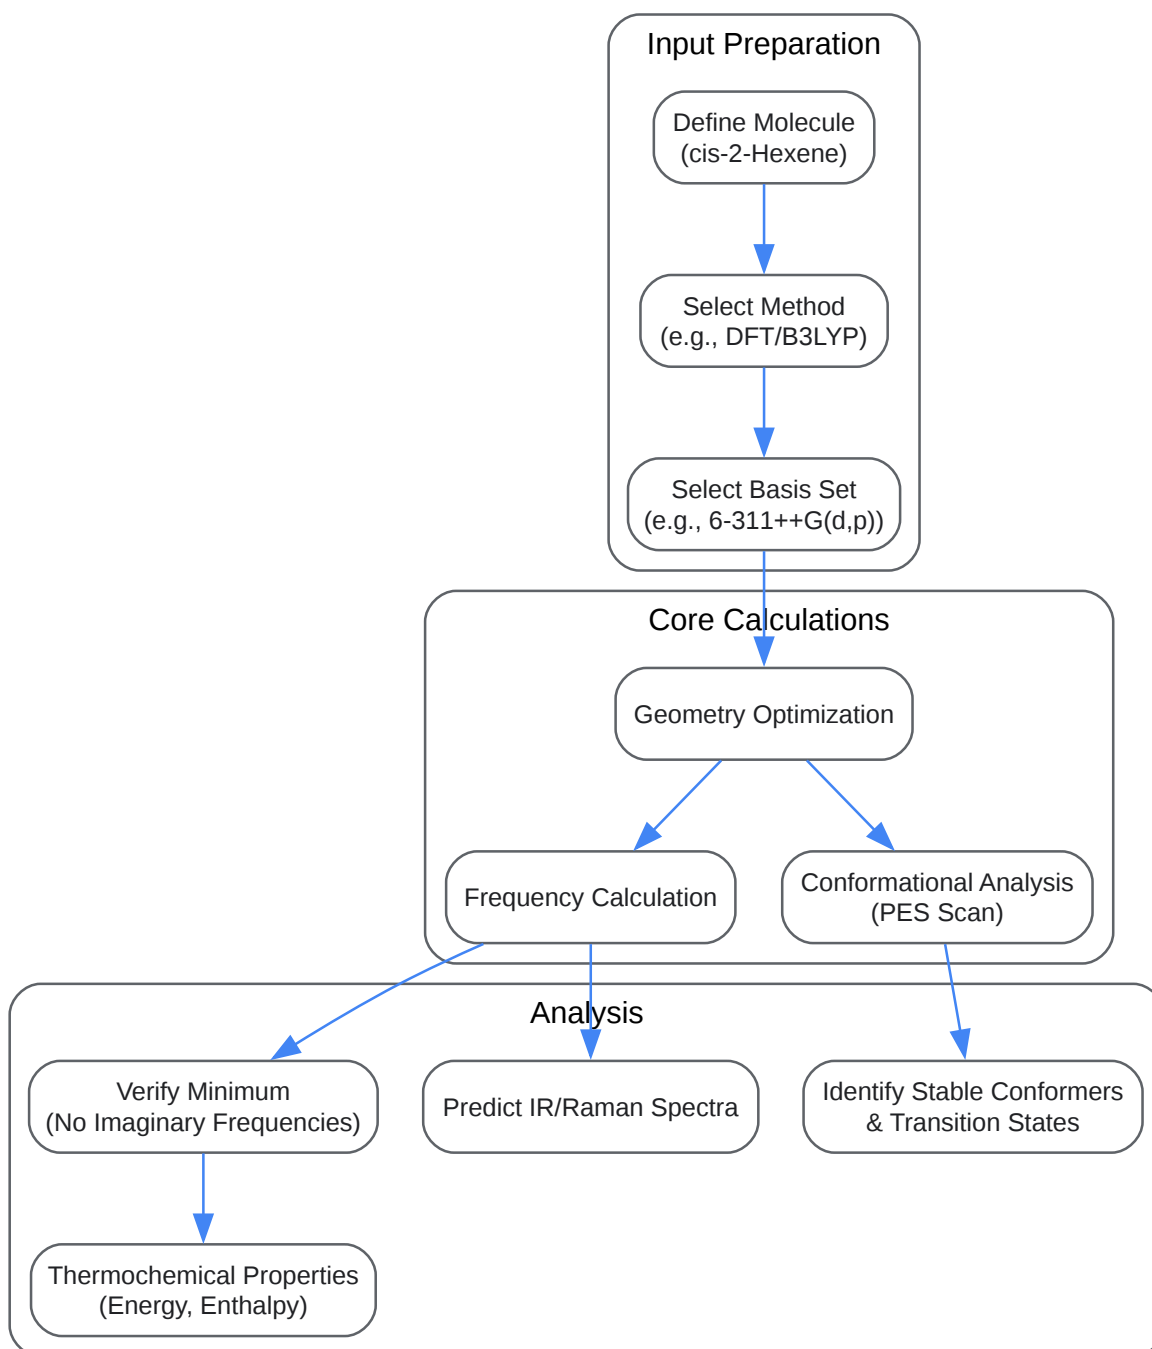 Input Preparation
Define Molecule
(cis-2-Hexene)
Select Method
(e.g., DFT/B3LYP)
Select Basis Set
(e.g., 6-311++G(d,p))
Core Calculations
Geometry Optimization
Frequency Calculation
Conformational Analysis
(PES Scan)
Analysis
Verify Minimum
(No Imaginary Frequencies)
Predict IR/Raman Spectra
Identify Stable Conformers
& Transition States
Thermochemical Properties
(Energy, Enthalpy)